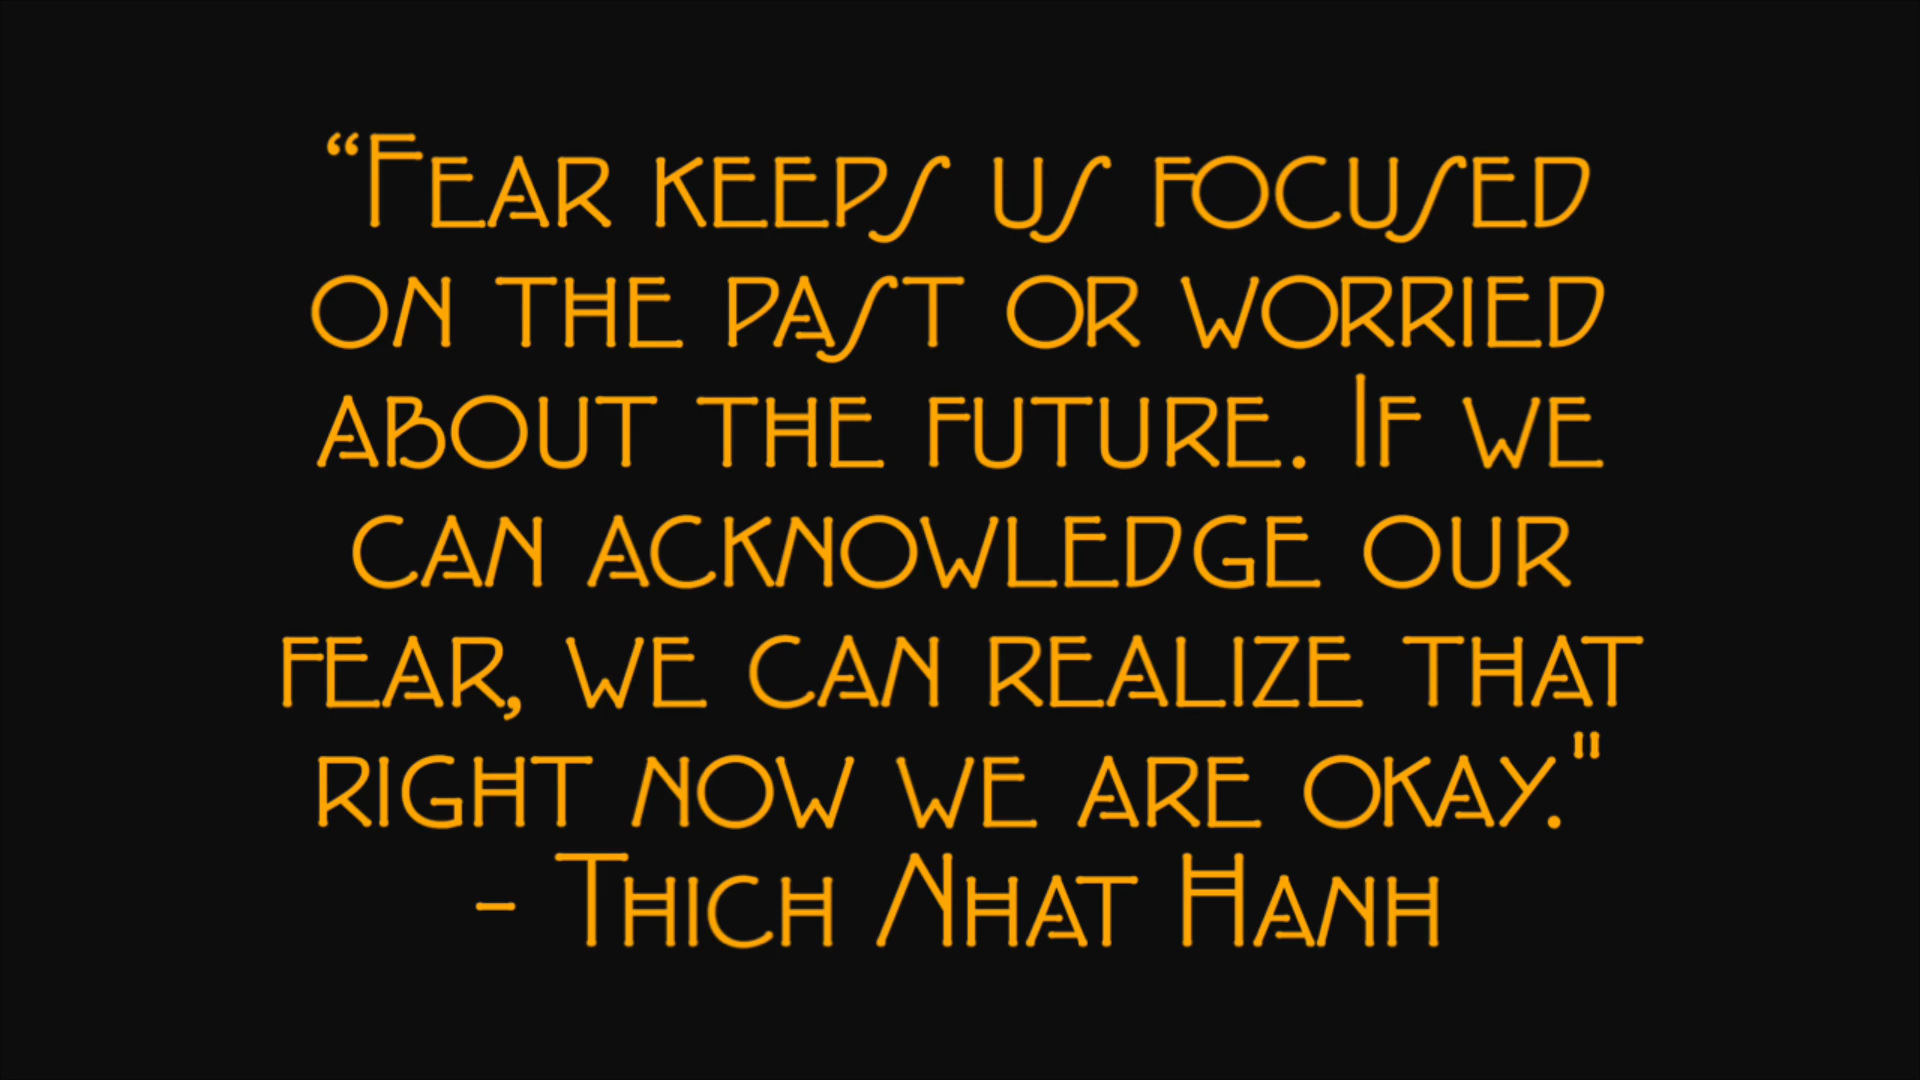 “Fear keeps us focused
on the past or worried
about the future. If we
can acknowledge our
fear, we can realize that
right now we are okay."
- Thich Nhat Hanh